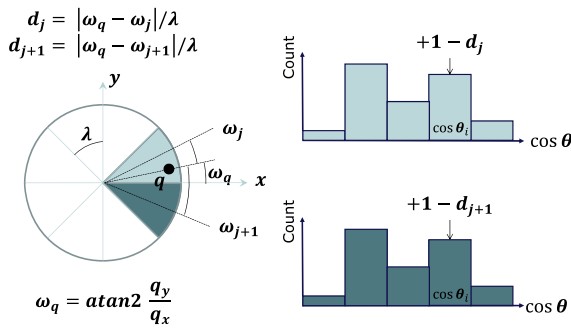 d_j = |ω_q − ω_j|/λ
d_{j+1} = |ω_q − ω_{j+1}|/λ
y
λ
ω_j
q
ω_q
x
ω_{j+1}
ω_q = atan2 q_y/q_x
+1 − d_j
Count
cos θ_i
cos θ
+1 − d_{j+1}
Count
cos θ_i
cos θ